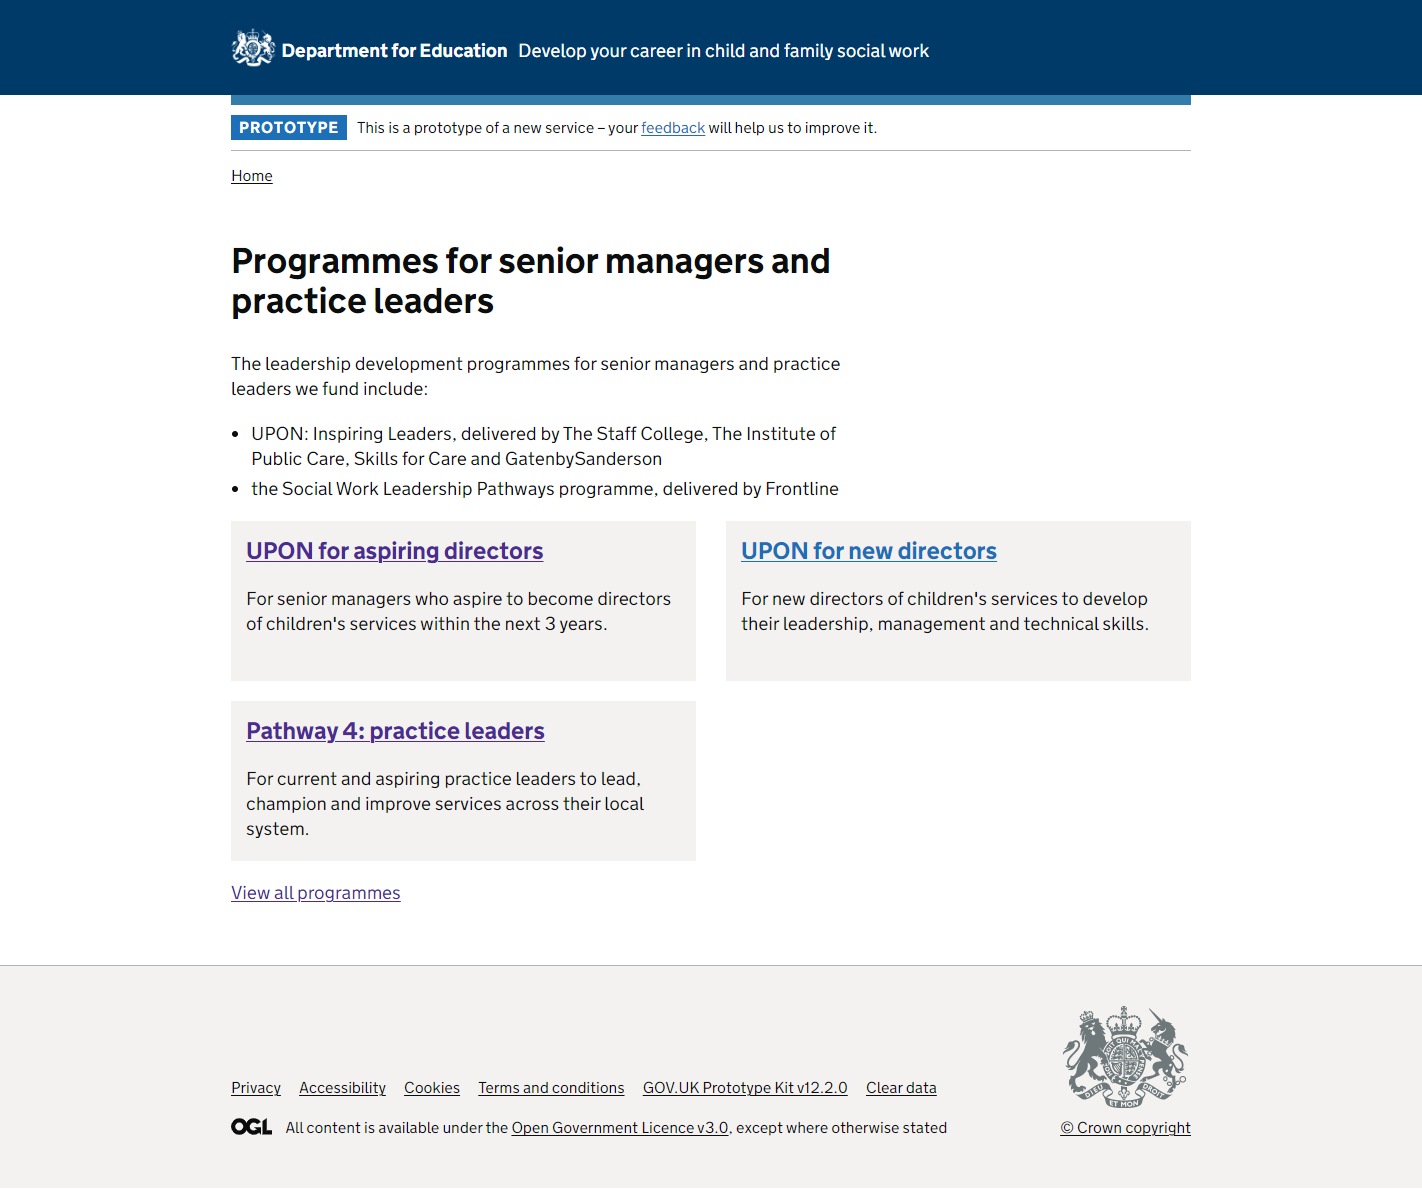 Department for Education Develop your career in child and family social work
PROTOTYPE This is a prototype of a new service – your feedback will help us to improve it.
Home
Programmes for senior managers and
practice leaders
The leadership development programmes for senior managers and practice
leaders we fund include:
• UPON: Inspiring Leaders, delivered by The Staff College, The Institute of
Public Care, Skills for Care and GatenbySanderson
• the Social Work Leadership Pathways programme, delivered by Frontline
UPON for aspiring directors
For senior managers who aspire to become directors
of children's services within the next 3 years.
UPON for new directors
For new directors of children's services to develop
their leadership, management and technical skills.
Pathway 4: practice leaders
For current and aspiring practice leaders to lead,
champion and improve services across their local
system.
View all programmes
Privacy Accessibility Cookies Terms and conditions GOV.UK Prototype Kit v12.2.0 Clear data
OGL All content is available under the Open Government Licence v3.0, except where otherwise stated
DIEU ET MON DROIT
© Crown copyright